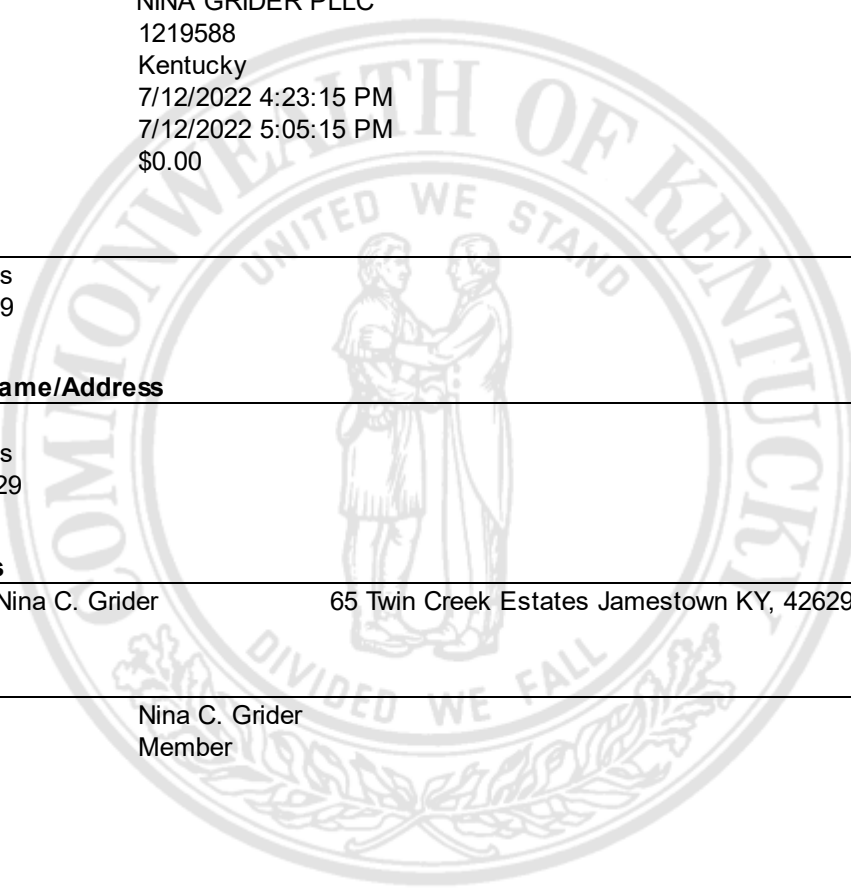 NINA GRIDER PLLC
1219588
Kentucky
7/12/2022 4:23:15 PM
7/12/2022 5:05:15 PM
$0.00
COMMONWEALTH OF KENTUCKY
UNITED WE STAND
s
9
ame/Address
s
29
s
Nina C. Grider 65 Twin Creek Estates Jamestown KY, 42629
DIVIDED WE FALL
Nina C. Grider
Member